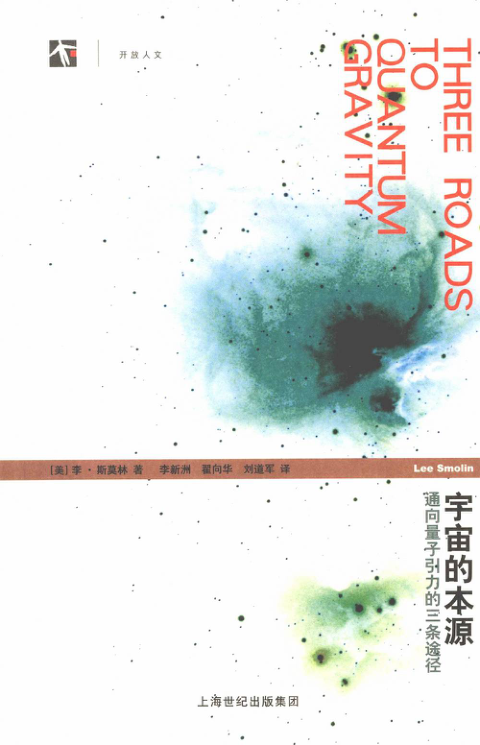 开放人文
THREE ROADS
TO
QUANTUM
GRAVITY
[美]李·斯莫林 著 李新洲 翟向华 刘道军 译
Lee Smolin
宇宙的本源
通向量子引力的三条途径
上海世纪出版集团